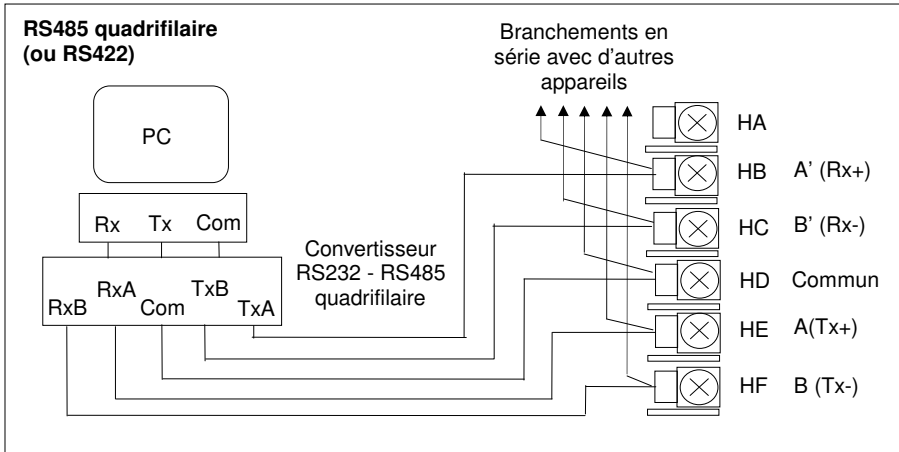 RS485 quadrifilaire
(ou RS422)
Branchements en
série avec d'autres
appareils
PC
Rx Tx Com
Convertisseur
RS232 - RS485
quadrifilaire
RxB RxA Com TxB TxA
HA
HB A' (Rx+)
HC B' (Rx-)
HD Commun
HE A(Tx+)
HF B (Tx-)